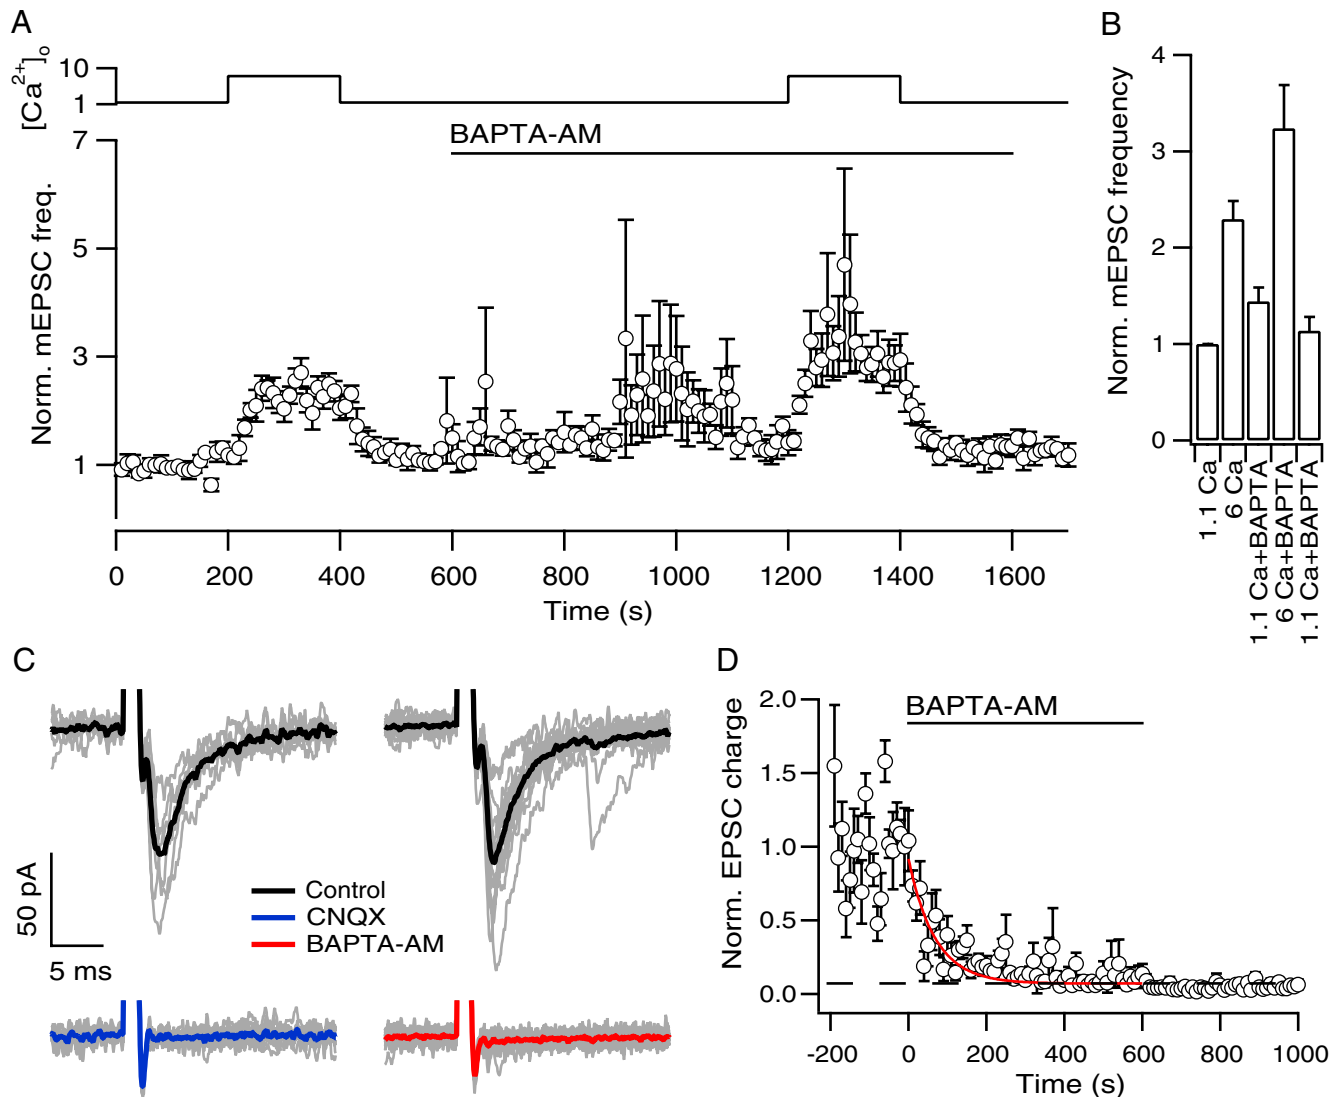 A
[Ca2+]o
10
1
BAPTA-AM
Norm. mEPSC freq.
7
5
3
1
0
200
400
600
800
1000
1200
1400
1600
Time (s)
B
Norm. mEPSC frequency
4
3
2
1
0
1.1 Ca
6 Ca
1.1 Ca+BAPTA
6 Ca+BAPTA
1.1 Ca+BAPTA
C
50 pA
5 ms
Control
CNQX
BAPTA-AM
D
BAPTA-AM
Norm. EPSC charge
2.0
1.5
1.0
0.5
0.0
-200
0
200
400
600
800
1000
Time (s)